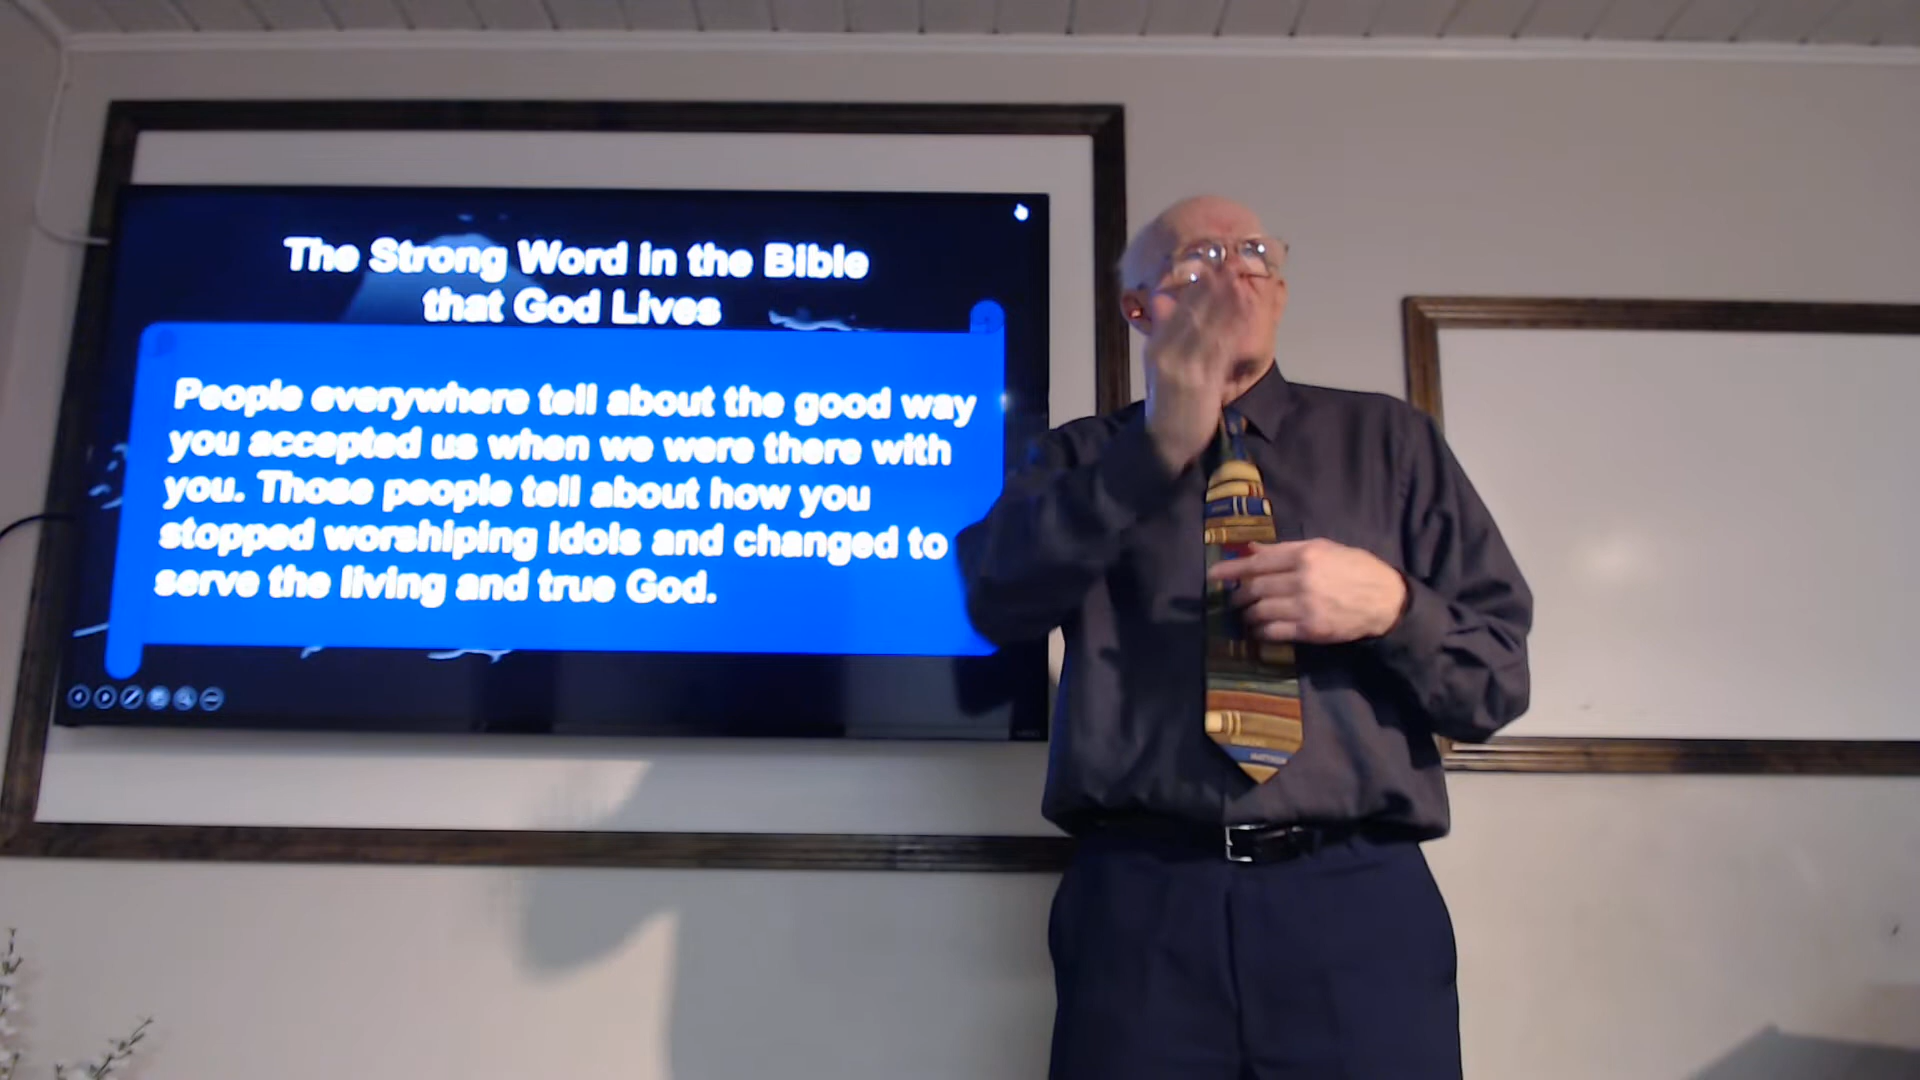 The Strong Word in the Bible
that God Lives
People everywhere tell about the good way
you accepted us when we were there with
you. Those people tell about how you
stopped worshiping idols and changed to
serve the living and true God.